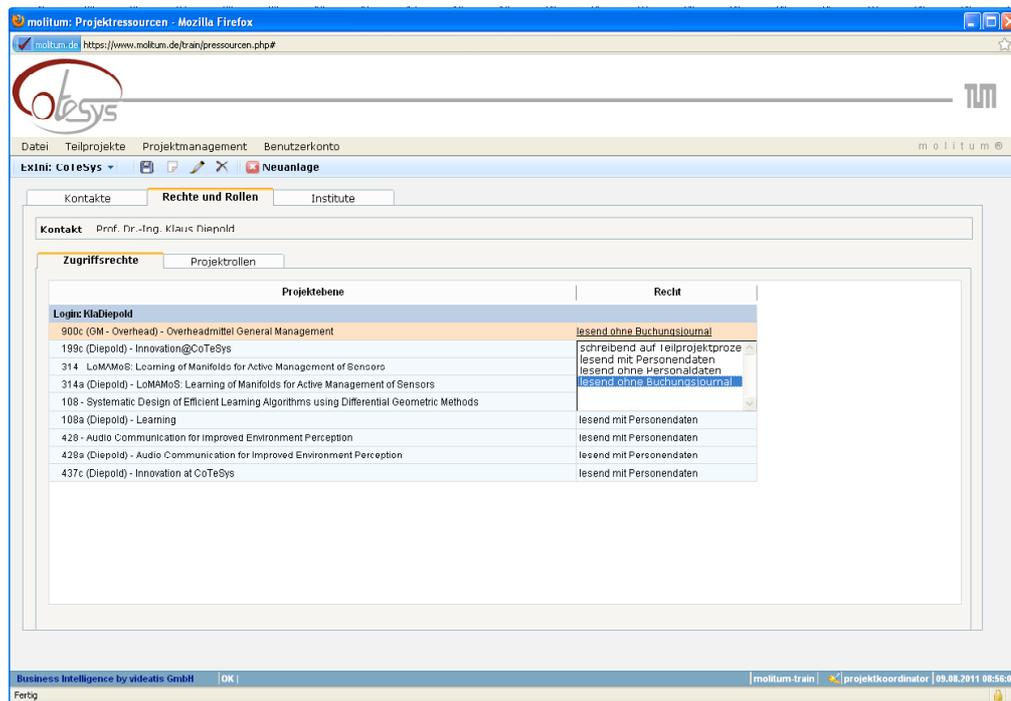 molitum: Projektressourcen - Mozilla Firefox
molitum.de https://www.molitum.de/train/pressourcen.php#
CoTeSys
TUM
Datei Teilprojekte Projektmanagement Benutzerkonto molitum®
ExIni: CoTeSys Neuanlage
Kontakte Rechte und Rollen Institute
Kontakt Prof. Dr.-Ing. Klaus Diepold
Zugriffsrechte Projektrollen
Projektebene Recht
Login: KlaDiepold
900c (GM - Overhead) - Overheadmittel General Management lesend ohne Buchungsjournal
199c (Diepold) - Innovation@CoTeSys schreibend auf Teilprojektproze
lesend mit Personendaten
314 - LoMAMoS: Learning of Manifolds for Active Management of Sensors lesend ohne Personaldaten
314a (Diepold) - LoMAMoS: Learning of Manifolds for Active Management of Sensors lesend ohne Buchungsjournal
108 - Systematic Design of Efficient Learning Algorithms using Differential Geometric Methods
108a (Diepold) - Learning lesend mit Personendaten
428 - Audio Communication for Improved Environment Perception lesend mit Personendaten
428a (Diepold) - Audio Communication for Improved Environment Perception lesend mit Personendaten
437c (Diepold) - Innovation at CoTeSys lesend mit Personendaten
Business Intelligence by videatis GmbH OK | molitum-train projektkoordinator 09.08.2011 08:56:0
Fertig